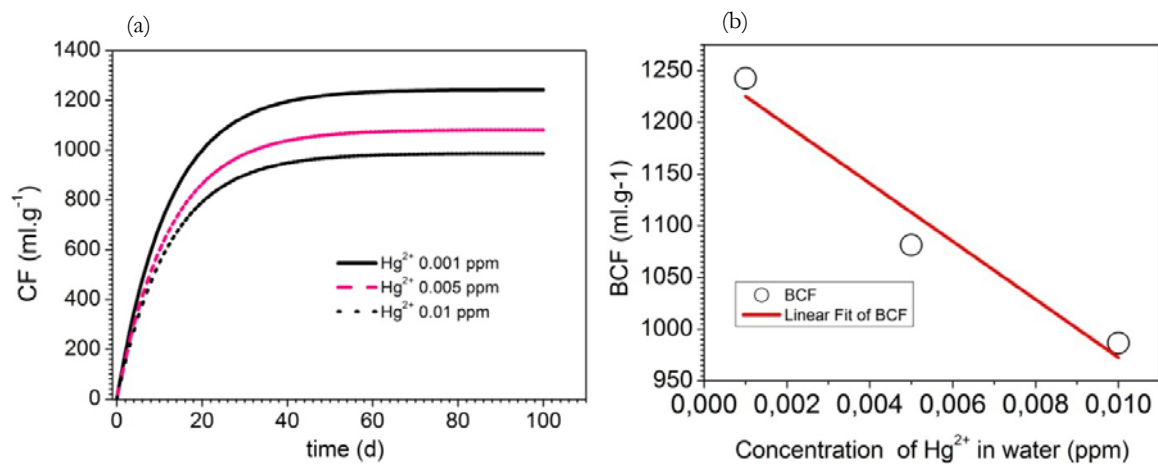 (a)
1400
1200
1000
800
600
400
200
0
CF (ml.g⁻¹)
Hg²⁺ 0.001 ppm
Hg²⁺ 0.005 ppm
Hg²⁺ 0.01 ppm
0 20 40 60 80 100
time (d)
(b)
1250
1200
1150
1100
1050
1000
950
BCF (ml.g-1)
BCF
Linear Fit of BCF
0,000 0,002 0,004 0,006 0,008 0,010
Concentration of Hg²⁺ in water (ppm)